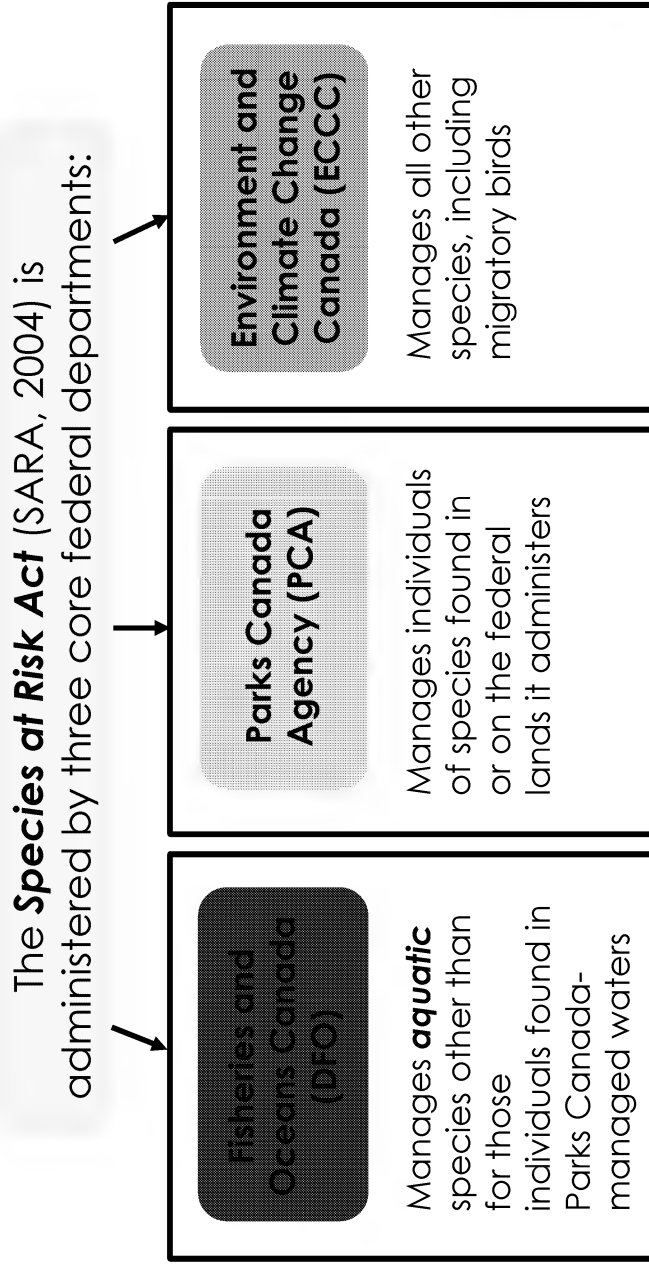 The Species at Risk Act (SARA, 2004) is
administered by three core federal departments:
Fisheries and
Oceans Canada
(DFO)
Manages aquatic
species other than
for those
individuals found in
Parks Canada-
managed waters
Parks Canada
Agency (PCA)
Manages individuals
of species found in
or on the federal
lands it administers
Environment and
Climate Change
Canada (ECCC)
Manages all other
species, including
migratory birds